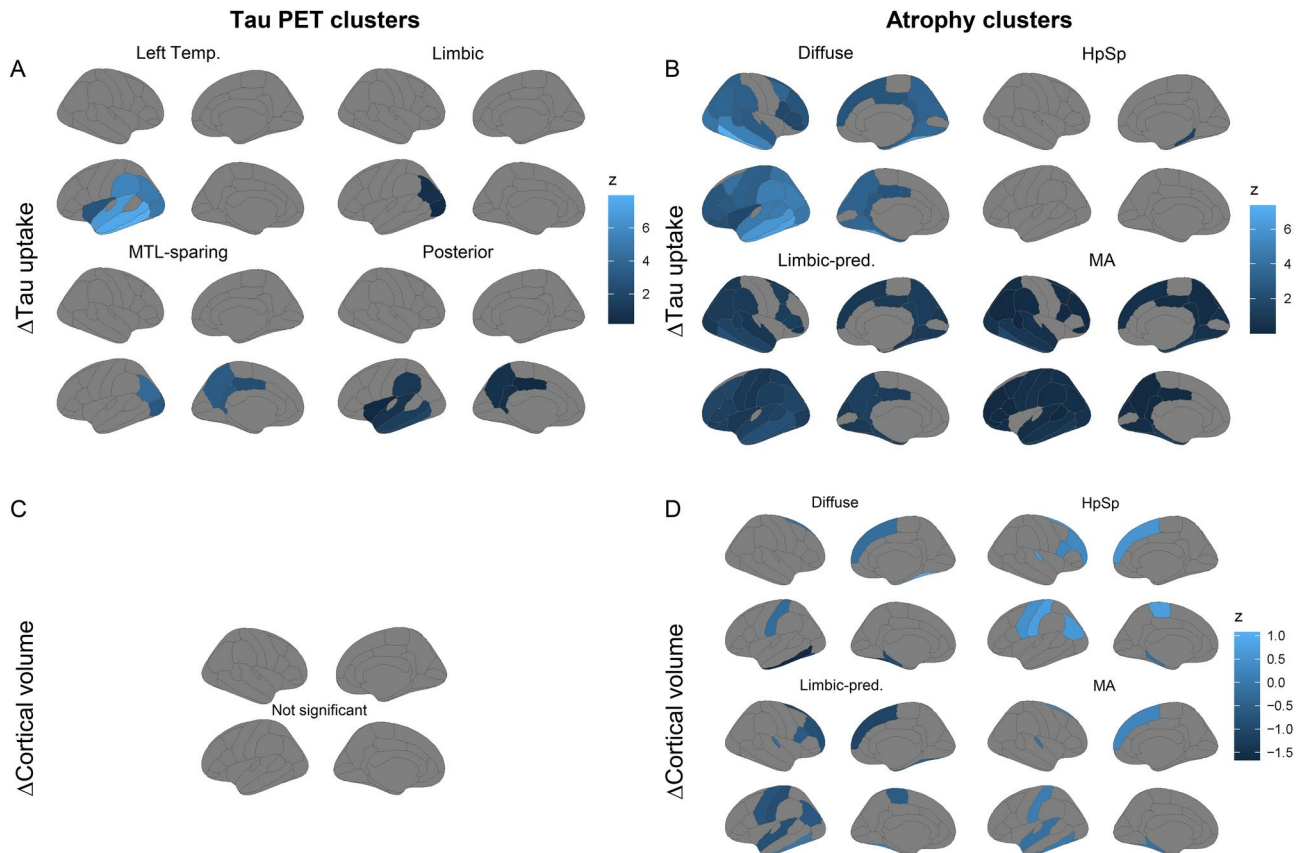 Tau PET clusters
Atrophy clusters
A
Left Temp.
Limbic
MTL-sparing
Posterior
ΔTau uptake
z
6
4
2
B
Diffuse
HpSp
Limbic-pred.
MA
ΔTau uptake
z
6
4
2
C
Not significant
ΔCortical volume
D
Diffuse
HpSp
Limbic-pred.
MA
ΔCortical volume
z
1.0
0.5
0.0
-0.5
-1.0
-1.5